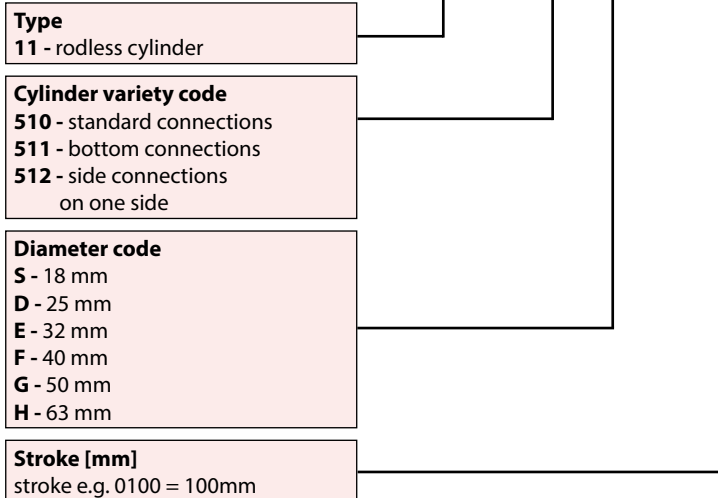 Type
11 - rodless cylinder
Cylinder variety code
510 - standard connections
511 - bottom connections
512 - side connections
on one side
Diameter code
S - 18 mm
D - 25 mm
E - 32 mm
F - 40 mm
G - 50 mm
H - 63 mm
Stroke [mm]
stroke e.g. 0100 = 100mm